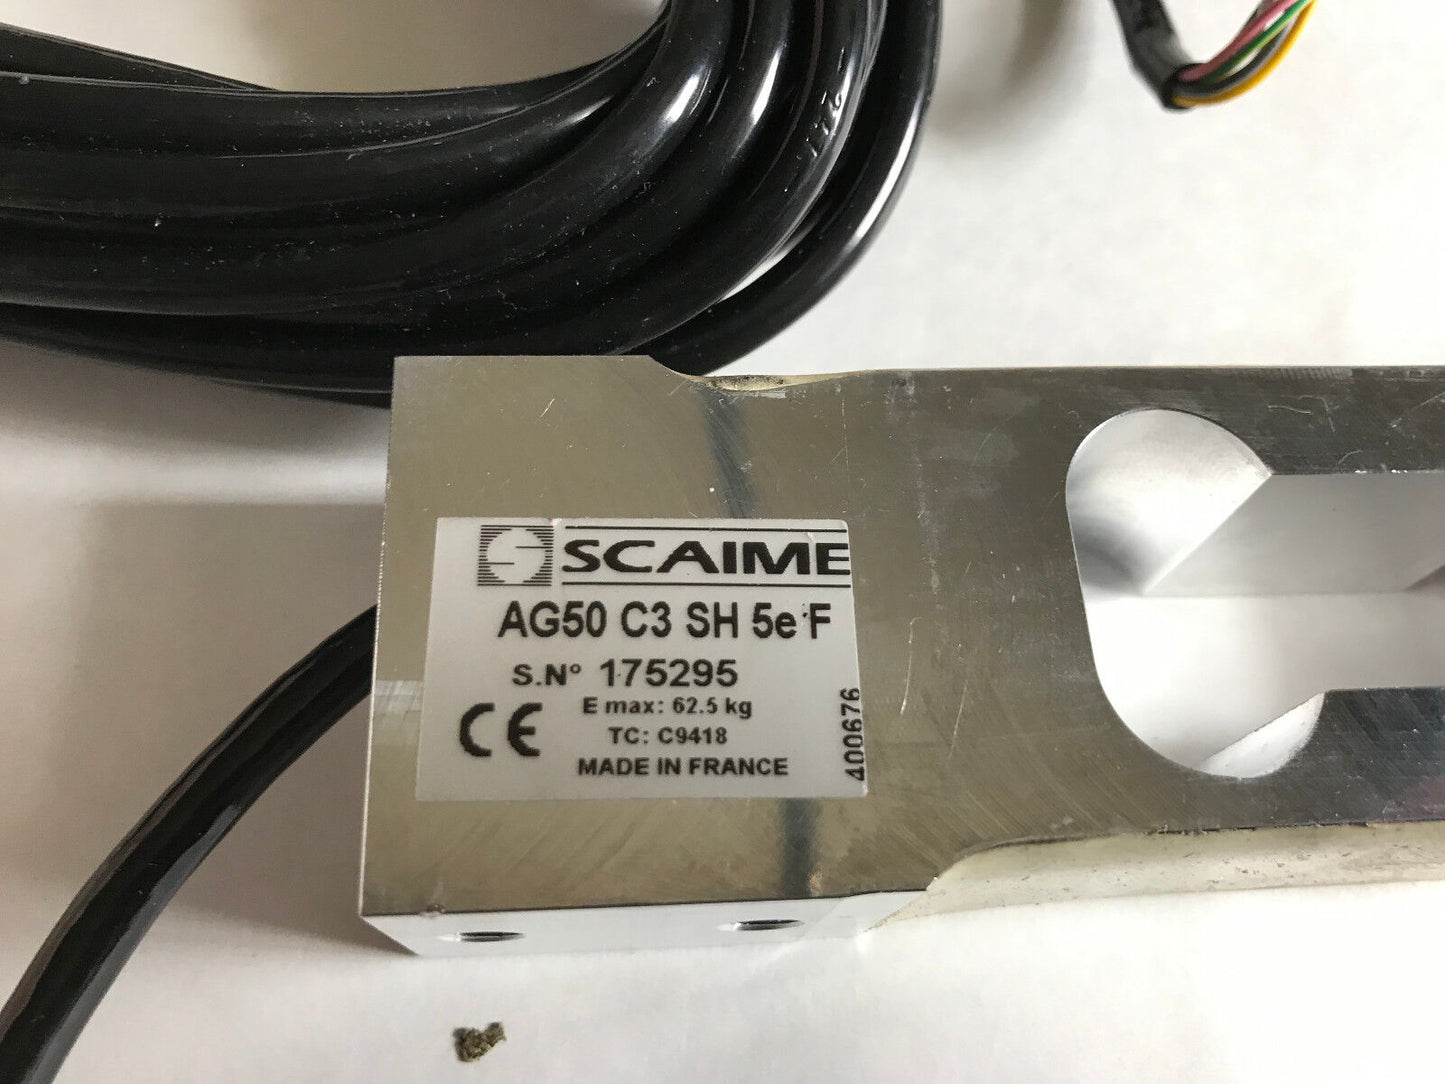 SCAIME
AG50 C3 SH 5e F
S.N° 175295
E max: 62.5 kg
TC: C9418
MADE IN FRANCE
CE
400676